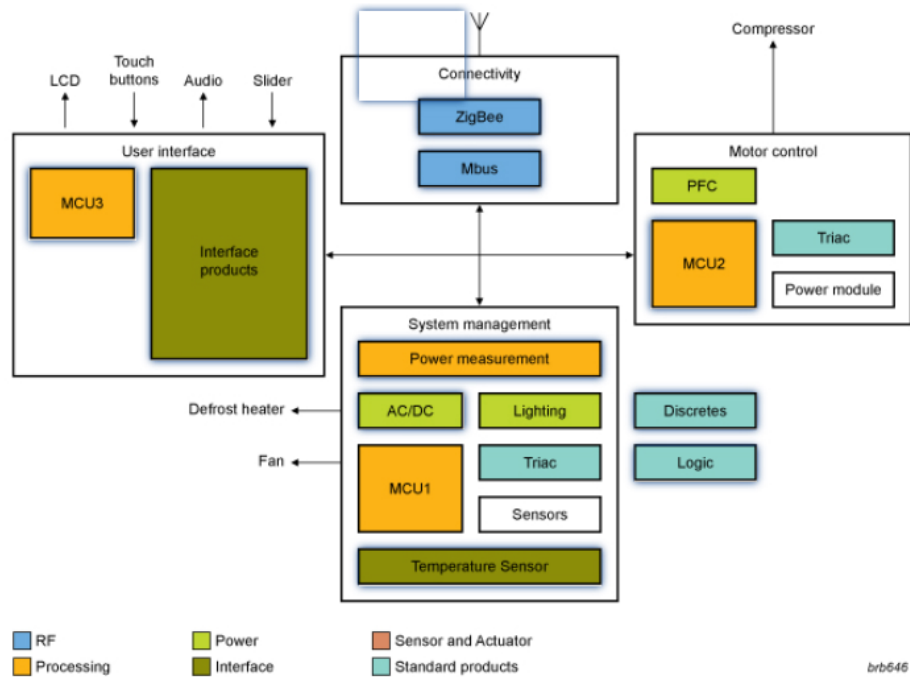 Compressor
Touch
buttons
LCD
Audio
Slider
Connectivity
ZigBee
Mbus
User interface
MCU3
Interface
products
Motor control
PFC
MCU2
Triac
Power module
System management
Power measurement
Defrost heater
AC/DC
Lighting
Discretes
Fan
MCU1
Triac
Logic
Sensors
Temperature Sensor
RF
Power
Sensor and Actuator
Processing
Interface
Standard products
brb646